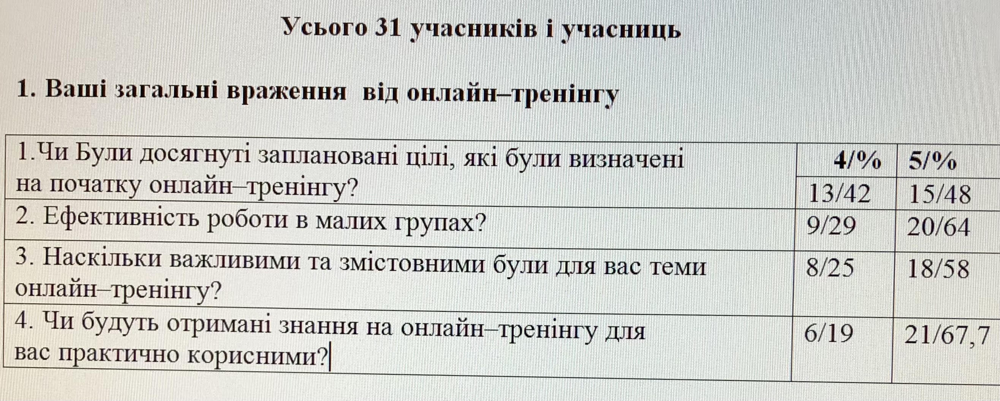 Усього 31 учасників і учасниць
1. Ваші загальні враження  від онлайн–тренінгу
1.Чи Були досягнуті заплановані цілі, які були визначені
на початку онлайн–тренінгу?
4/% 5/%
13/42 15/48
2. Ефективність роботи в малих групах?
9/29 20/64
3. Наскільки важливими та змістовними були для вас теми
онлайн–тренінгу?
8/25 18/58
4. Чи будуть отримані знання на онлайн–тренінгу для
вас практично корисними?
6/19 21/67,7